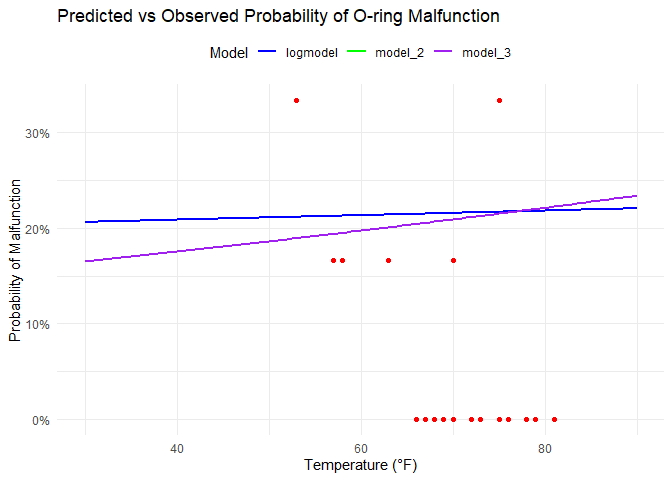 Predicted vs Observed Probability of O-ring Malfunction
Model logmodel model_2 model_3
30%
20%
10%
0%
Probability of Malfunction
40 60 80
Temperature (°F)